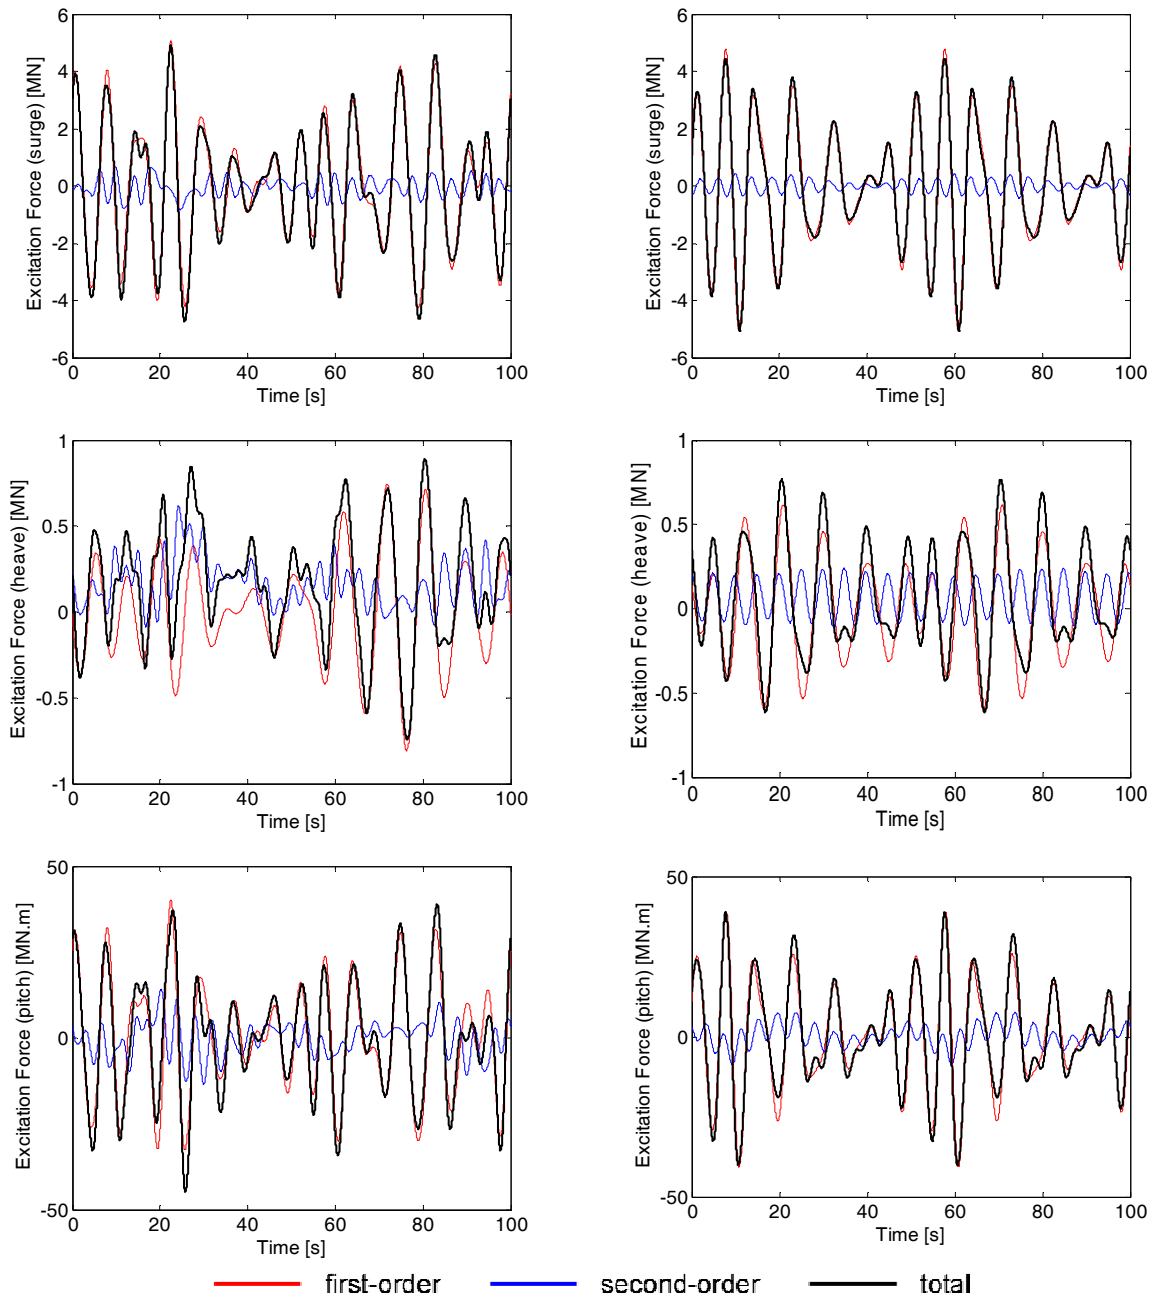 6
4
2
0
-2
-4
-6
Excitation Force (surge) [MN]
0 20 40 60 80 100
Time [s]
6
4
2
0
-2
-4
-6
Excitation Force (surge) [MN]
0 20 40 60 80 100
Time [s]
1
0.5
0
-0.5
-1
Excitation Force (heave) [MN]
0 20 40 60 80 100
Time [s]
1
0.5
0
-0.5
-1
Excitation Force (heave) [MN]
0 20 40 60 80 100
Time [s]
50
0
-50
Excitation Force (pitch) [MN.m]
0 20 40 60 80 100
Time [s]
50
0
-50
Excitation Force (pitch) [MN.m]
0 20 40 60 80 100
Time [s]
first-order second-order total